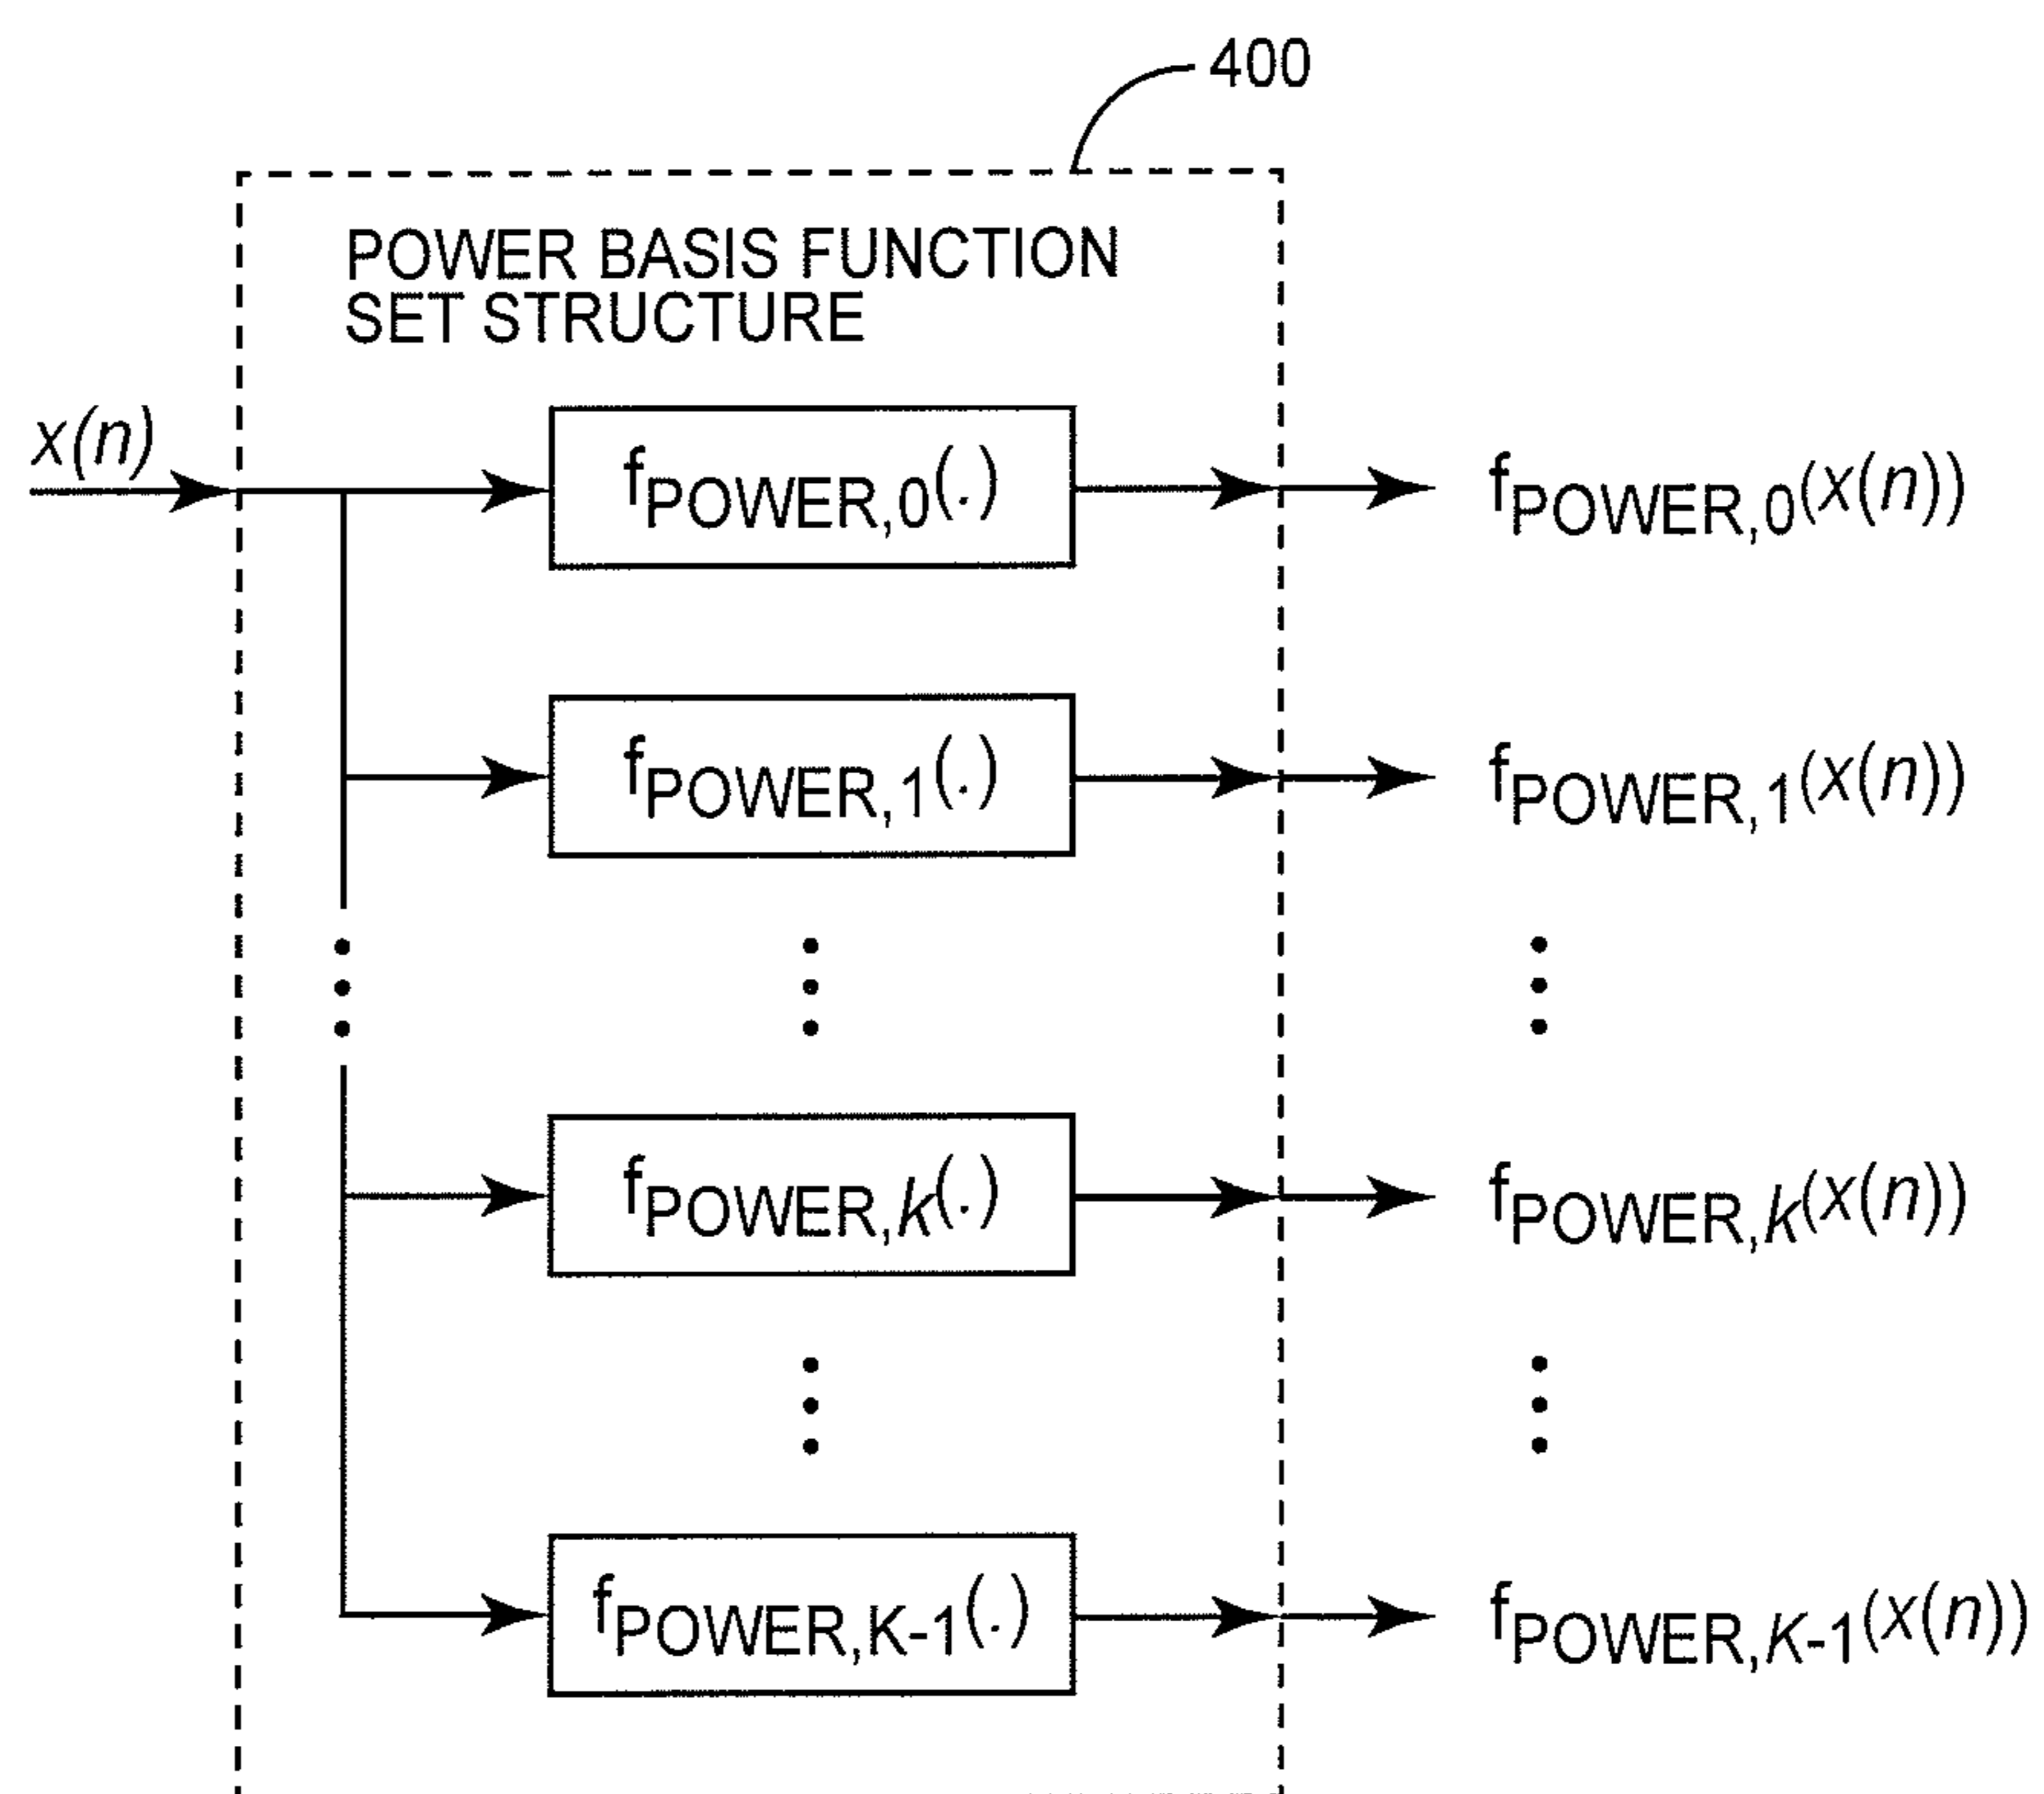 400
POWER BASIS FUNCTION
SET STRUCTURE
x(n)
fPOWER,0(.)
fPOWER,0(x(n))
fPOWER,1(.)
fPOWER,1(x(n))
fPOWER,k(.)
fPOWER,k(x(n))
fPOWER,K-1(.)
fPOWER,K-1(x(n))